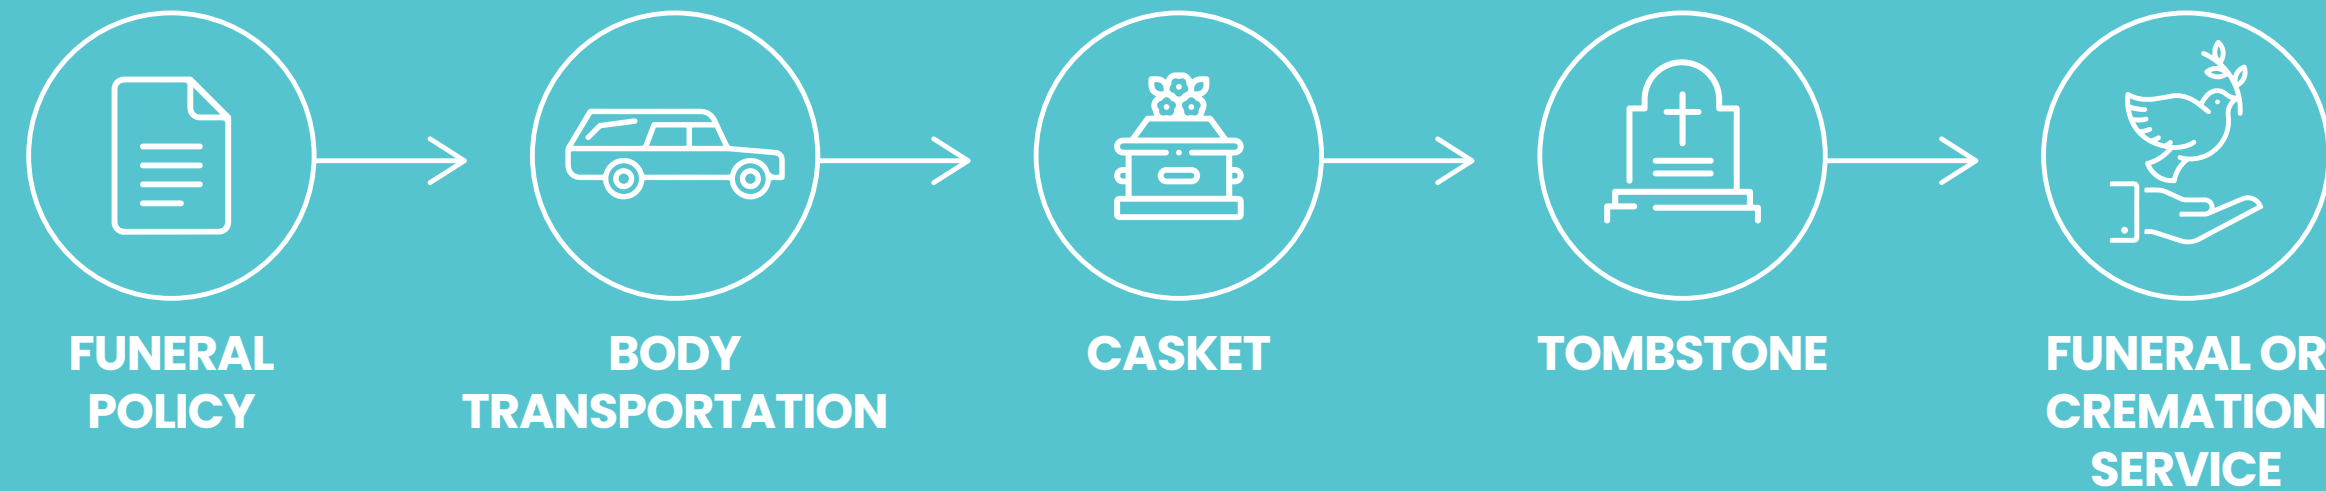 FUNERAL
POLICY
BODY
TRANSPORTATION
CASKET
TOMBSTONE
FUNERAL OR
CREMATION
SERVICE